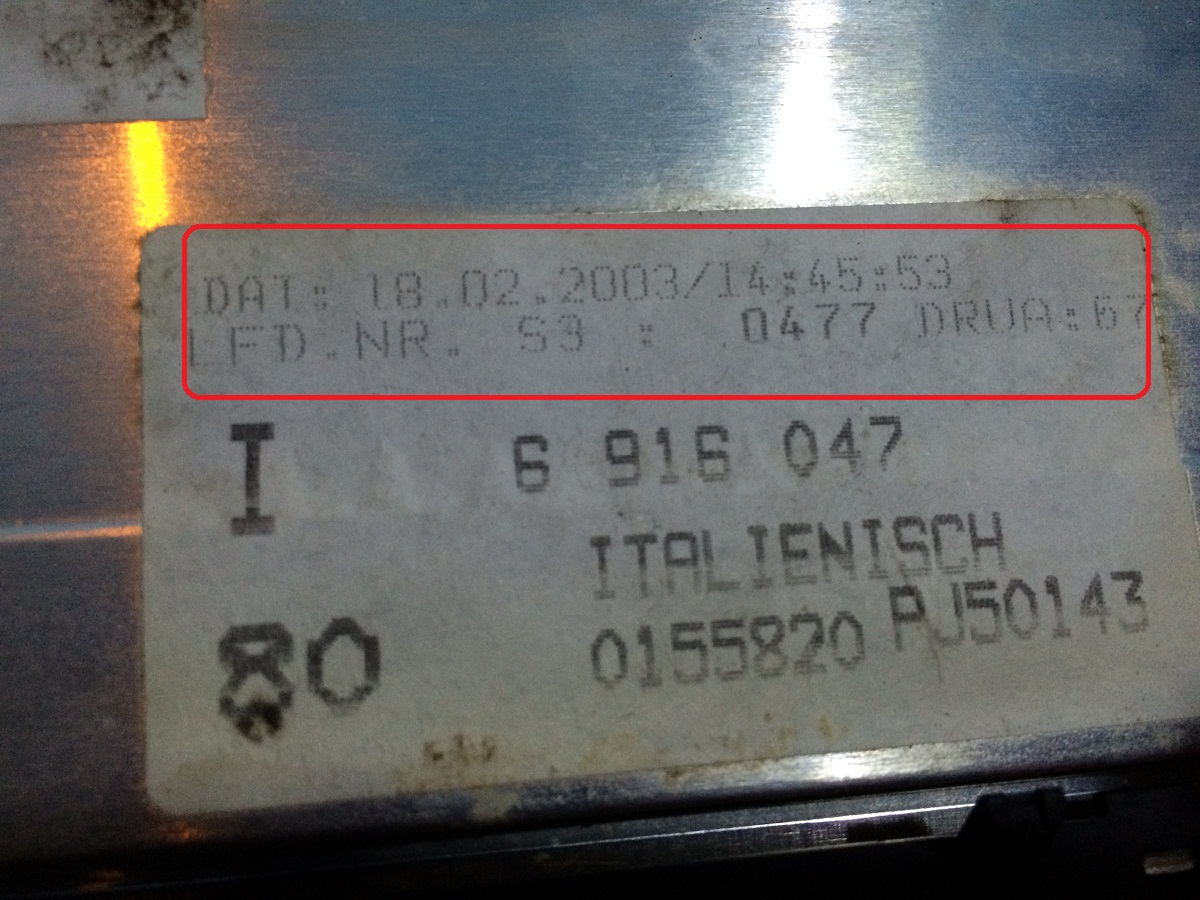 DAT: 18.02.2003/14:45:53
LFD.NR. S3 : 0477 DRUA:67
I 6 916 047
ITALIENISCH
80 0155820 PJ50143